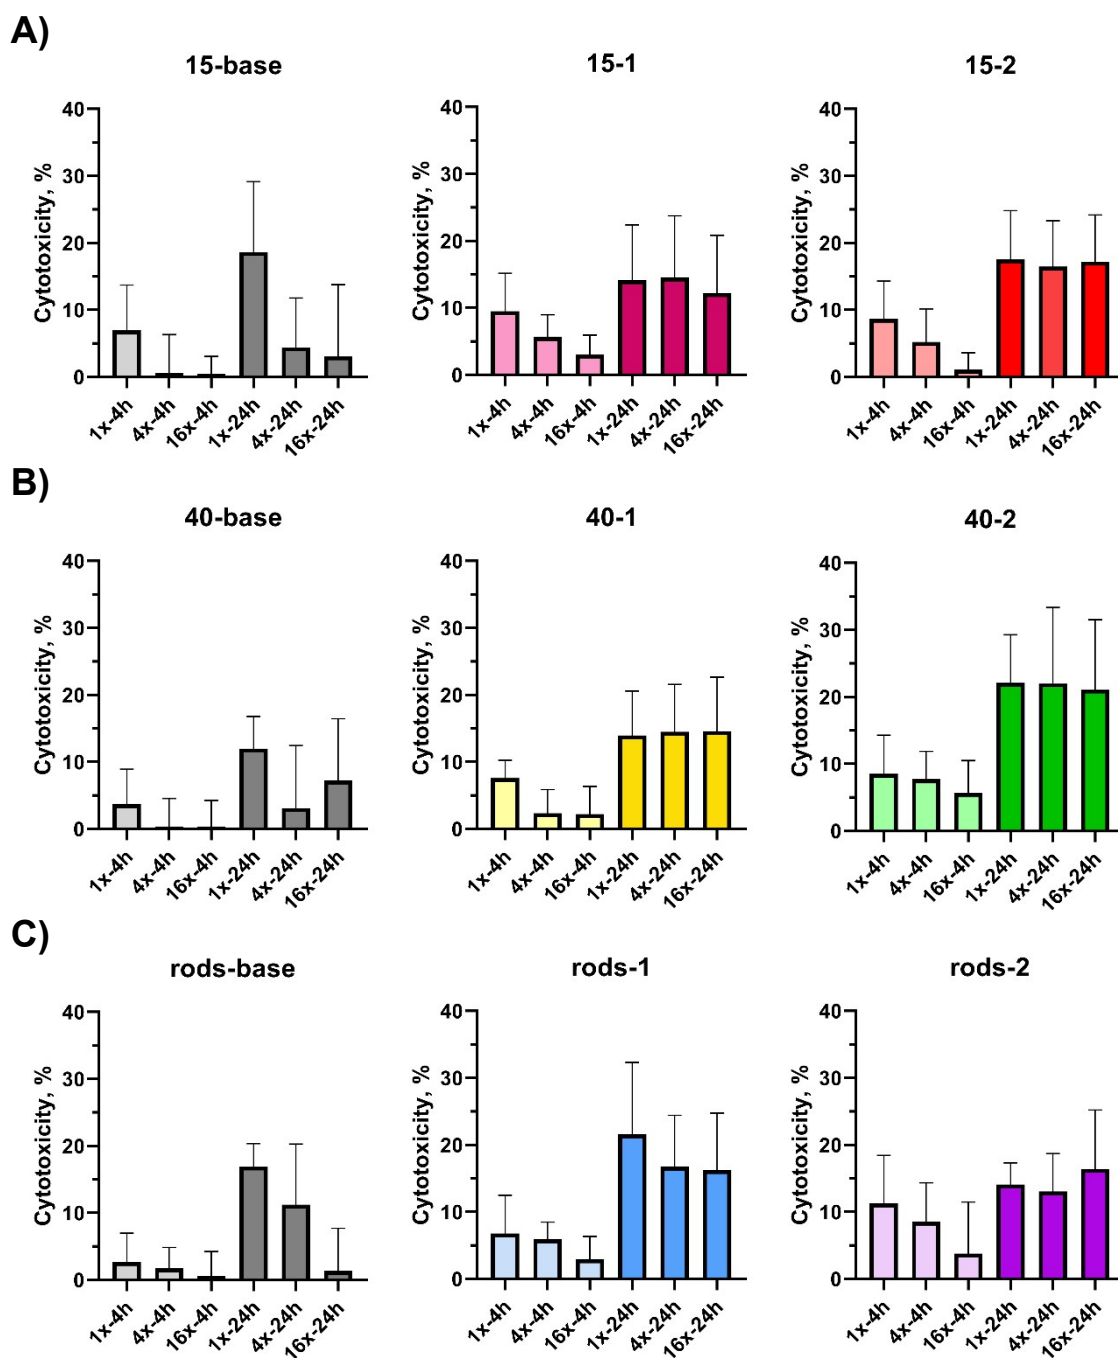 A)
15-base
15-1
15-2
Cytotoxicity, %
40
30
20
10
0
1x-4h
4x-4h
16x-4h
1x-24h
4x-24h
16x-24h
Cytotoxicity, %
40
30
20
10
0
1x-4h
4x-4h
16x-4h
1x-24h
4x-24h
16x-24h
Cytotoxicity, %
40
30
20
10
0
1x-4h
4x-4h
16x-4h
1x-24h
4x-24h
16x-24h
B)
40-base
40-1
40-2
Cytotoxicity, %
40
30
20
10
0
1x-4h
4x-4h
16x-4h
1x-24h
4x-24h
16x-24h
Cytotoxicity, %
40
30
20
10
0
1x-4h
4x-4h
16x-4h
1x-24h
4x-24h
16x-24h
Cytotoxicity, %
40
30
20
10
0
1x-4h
4x-4h
16x-4h
1x-24h
4x-24h
16x-24h
C)
rods-base
rods-1
rods-2
Cytotoxicity, %
40
30
20
10
0
1x-4h
4x-4h
16x-4h
1x-24h
4x-24h
16x-24h
Cytotoxicity, %
40
30
20
10
0
1x-4h
4x-4h
16x-4h
1x-24h
4x-24h
16x-24h
Cytotoxicity, %
40
30
20
10
0
1x-4h
4x-4h
16x-4h
1x-24h
4x-24h
16x-24h